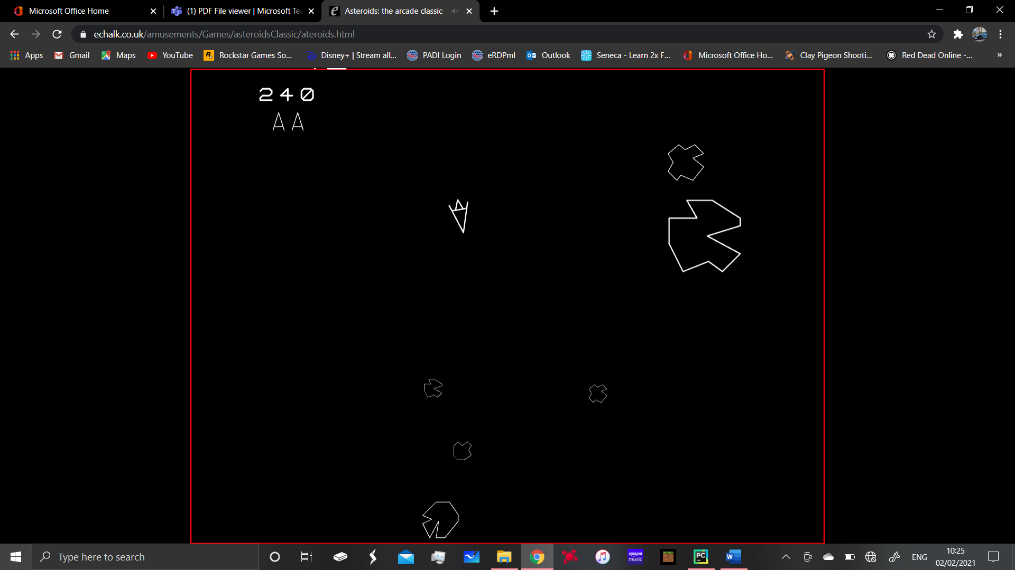 Microsoft Office Home
(1) PDF File viewer | Microsoft Te
Asteroids: the arcade classic
echalk.co.uk/amusements/Games/asteroidsClassic/ateroids.html
Apps
Gmail
Maps
YouTube
Rockstar Games So...
Disney+ | Stream all...
PADI Login
eRDPml
Outlook
Seneca - Learn 2x F...
Microsoft Office Ho...
Clay Pigeon Shooti...
Red Dead Online -...
»
240
Type here to search
ENG
10:25
02/02/2021